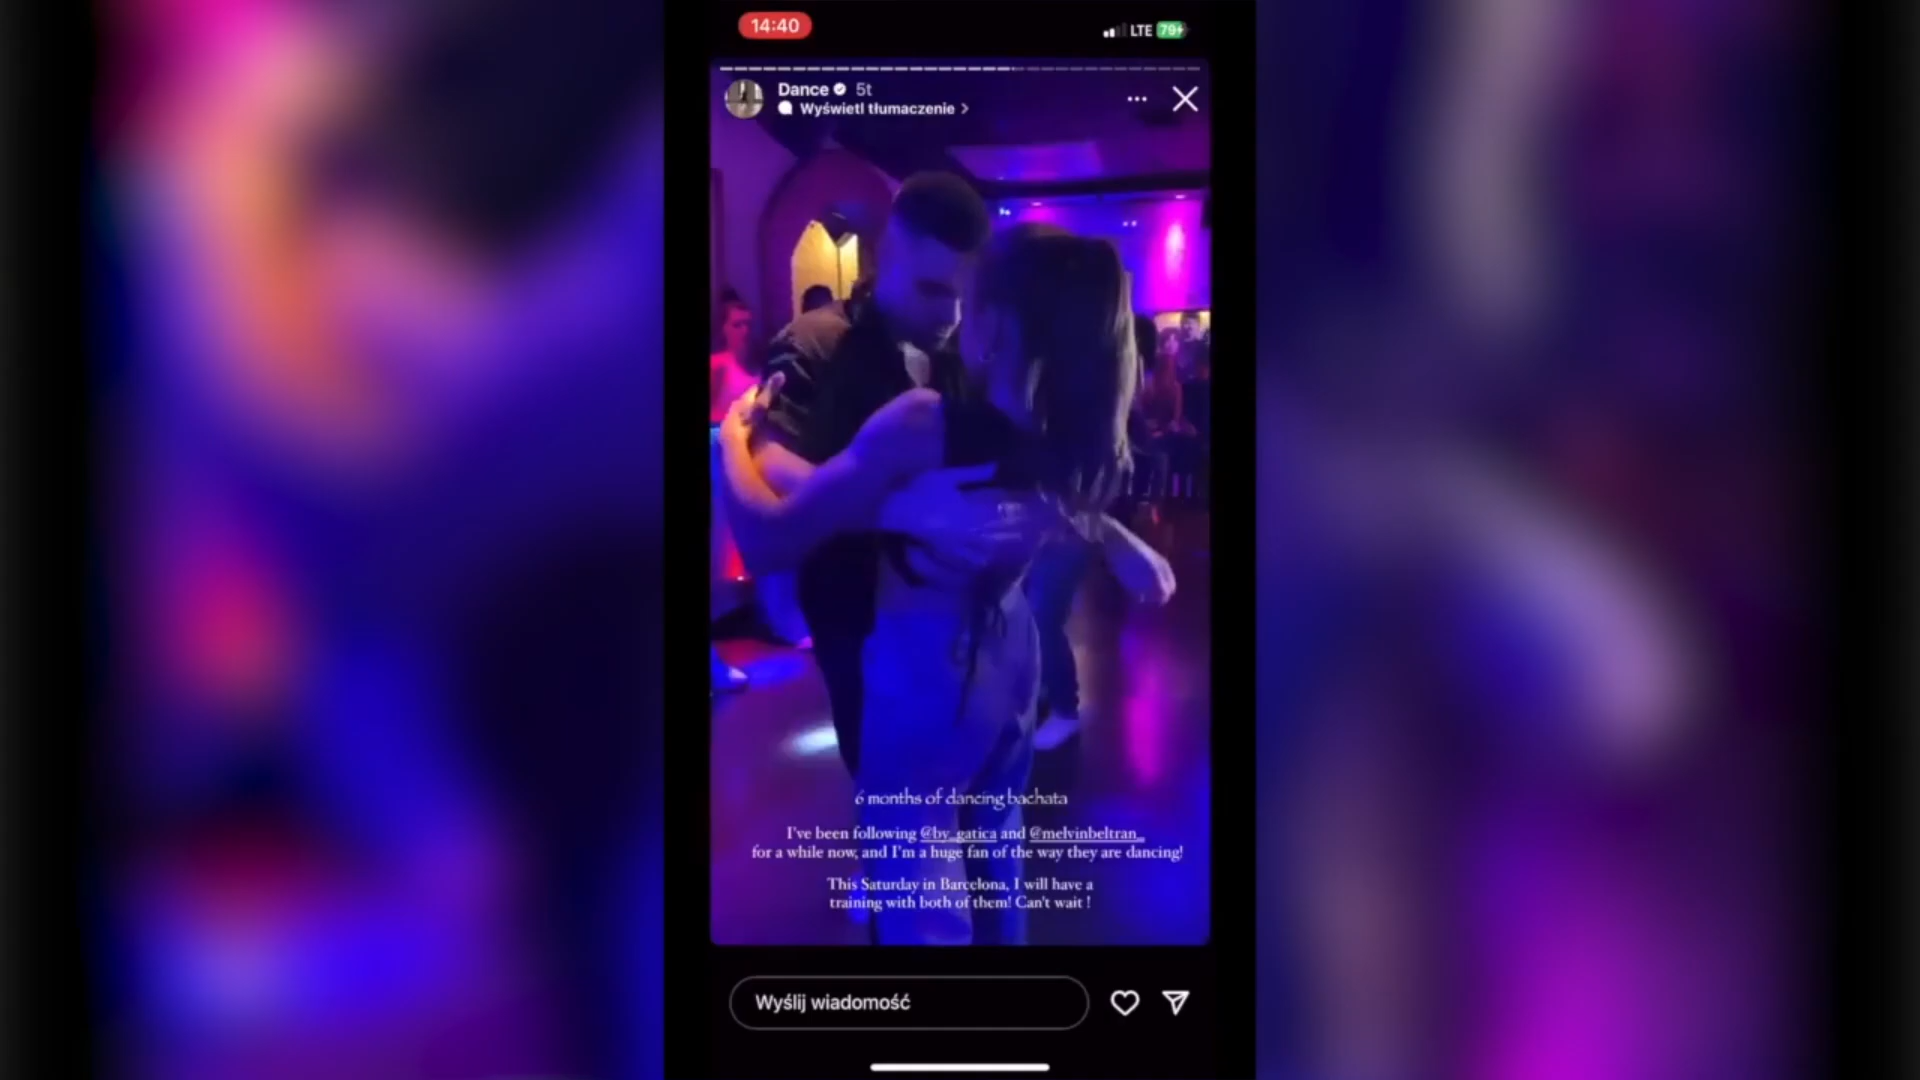 14:40
LTE 79
Dance 5t
Wyświetl tłumaczenie
6 months of dancing bachata
I've been following @by_gatica and @melvinbeltran_
for a while now, and I'm a huge fan of the way they are dancing!
This Saturday in Barcelona, I will have a
training with both of them! Can't wait !
Wyślij wiadomość